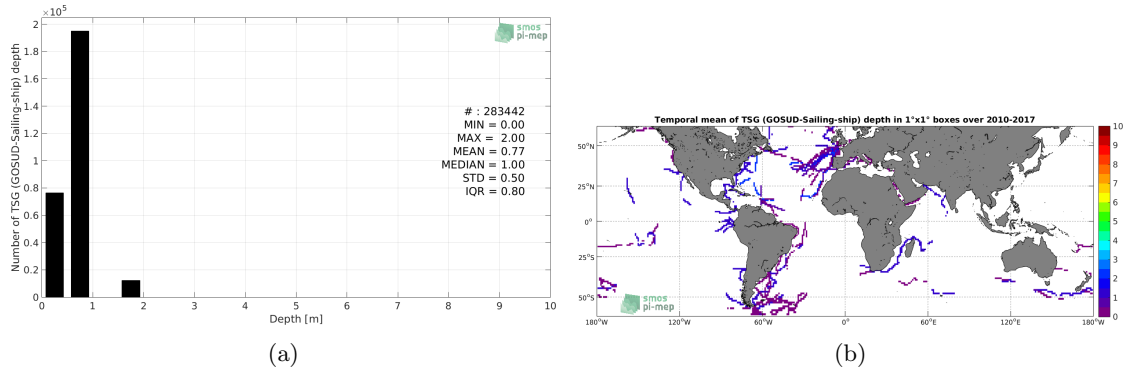 ×10⁵
2
1.8
1.6
1.4
1.2
1
0.8
0.6
0.4
0.2
0
Number of TSG (GOSUD-Sailing-ship) depth
0 1 2 3 4 5 6 7 8 9 10
Depth [m]
smos
pi-mep
# : 283442
MIN = 0.00
MAX = 2.00
MEAN = 0.77
MEDIAN = 1.00
STD = 0.50
IQR = 0.80
(a)
Temporal mean of TSG (GOSUD-Sailing-ship) depth in 1°x1° boxes over 2010-2017
50°N
25°N
0°
25°S
50°S
180°W 120°W 60°W 0° 60°E 120°E 180°E
smos
pi-mep
10
9
8
7
6
5
4
3
2
1
0
(b)